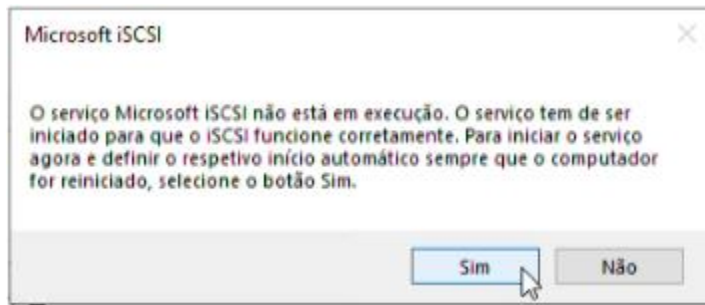 Microsoft iSCSI
O serviço Microsoft iSCSI não está em execução. O serviço tem de ser
iniciado para que o iSCSI funcione corretamente. Para iniciar o serviço
agora e definir o respetivo início automático sempre que o computador
for reiniciado, selecione o botão Sim.
Sim
Não